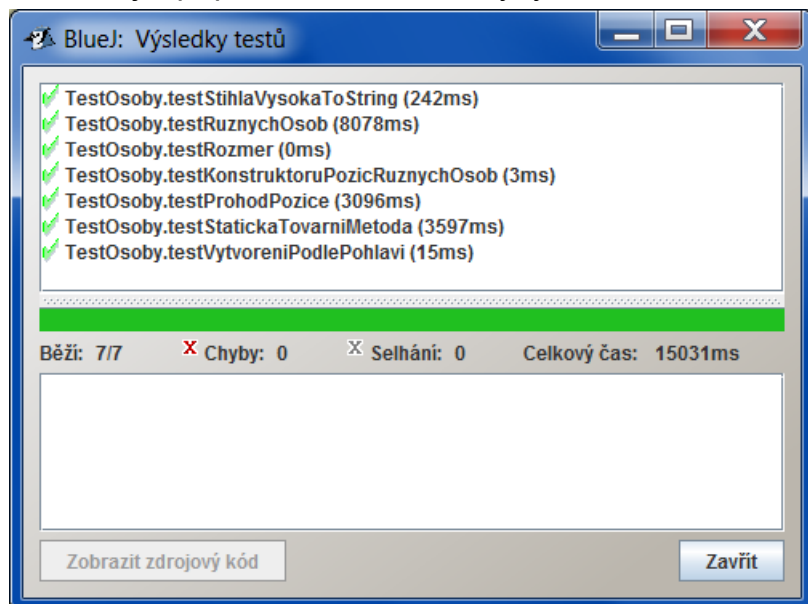 BlueJ: Výsledky testů
TestOsoby.testStihlaVysokaToString (242ms)
TestOsoby.testRuznychOsob (8078ms)
TestOsoby.testRozmer (0ms)
TestOsoby.testKonstruktoruPozicRuznychOsob (3ms)
TestOsoby.testProhodPozice (3096ms)
TestOsoby.testStatickaTovarniMetoda (3597ms)
TestOsoby.testVytvoreniPodlePohlavi (15ms)
Běží: 7/7 X Chyby: 0 X Selhání: 0 Celkový čas: 15031ms
Zobrazit zdrojový kód Zavřít